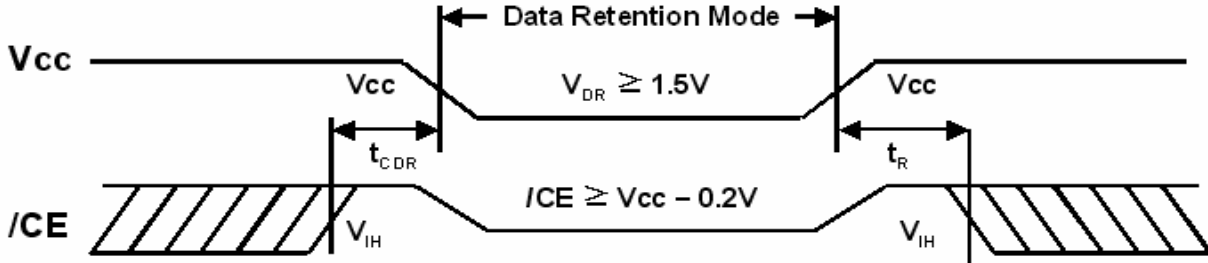 Data Retention Mode
Vcc
Vcc
V_DR ≥ 1.5V
Vcc
t_CDR
t_R
/CE
/CE ≥ Vcc – 0.2V
V_IH
V_IH